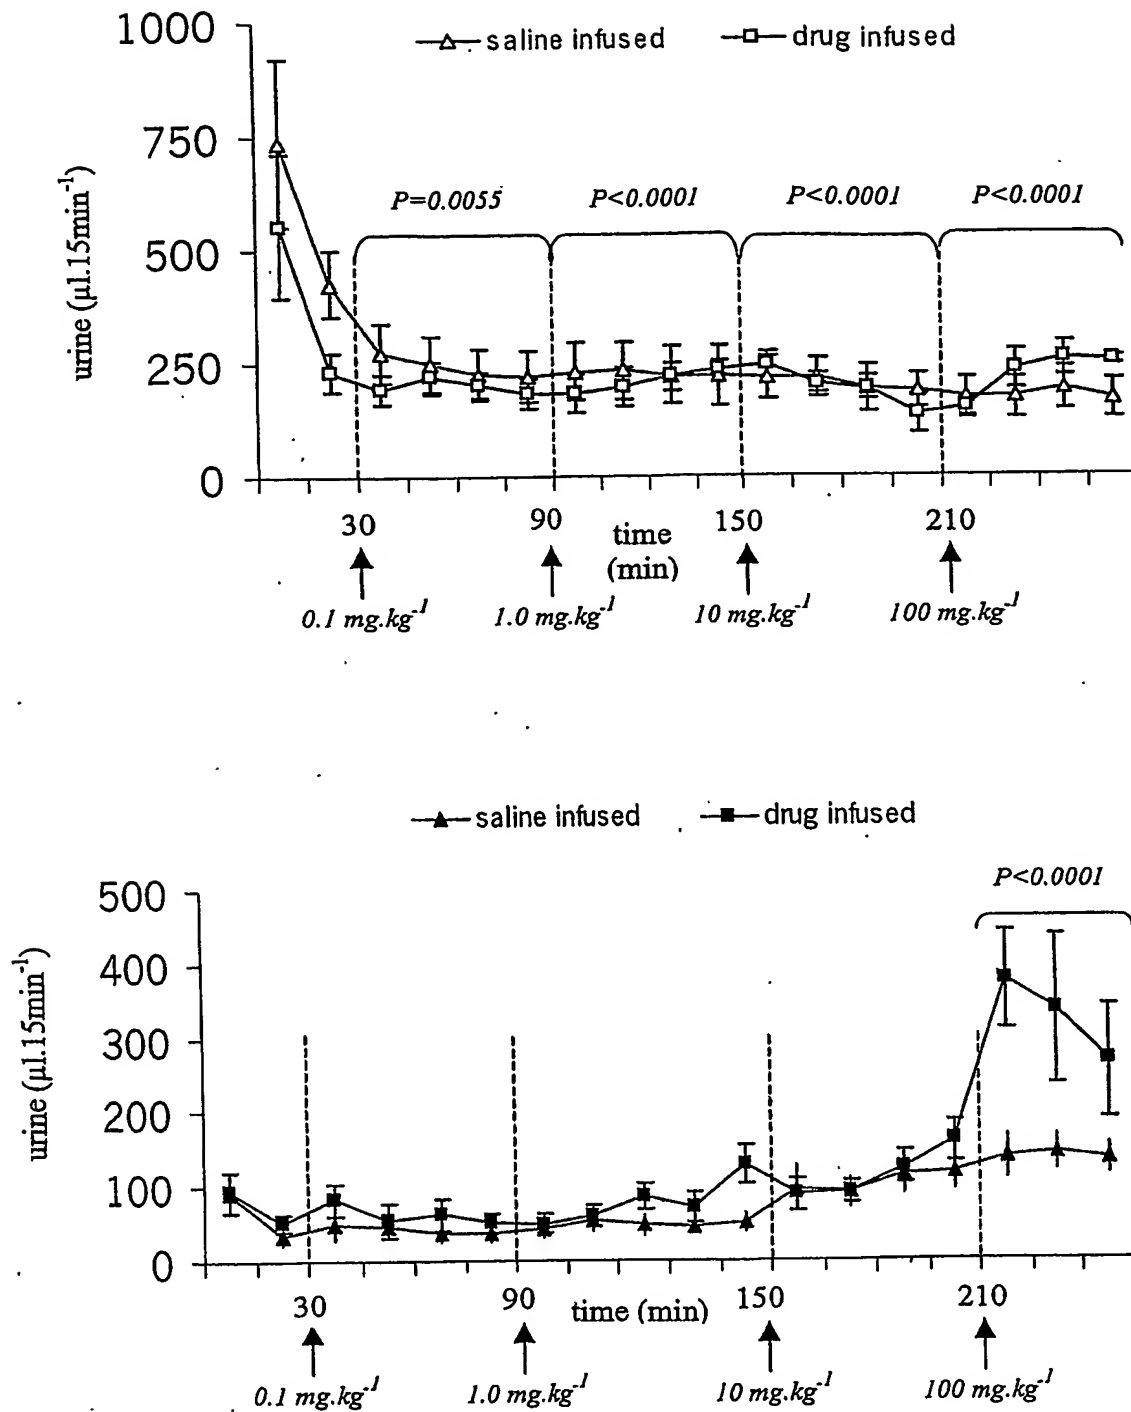 1000
saline infused
drug infused
750
P=0.0055
P<0.0001
P<0.0001
P<0.0001
500
250
0
urine (µl.15min⁻¹)
30
90
150
210
time
(min)
0.1 mg.kg⁻¹
1.0 mg.kg⁻¹
10 mg.kg⁻¹
100 mg.kg⁻¹
saline infused
drug infused
P<0.0001
500
400
300
200
100
0
urine (µl.15min⁻¹)
30
90
time (min)
150
210
0.1 mg.kg⁻¹
1.0 mg.kg⁻¹
10 mg.kg⁻¹
100 mg.kg⁻¹